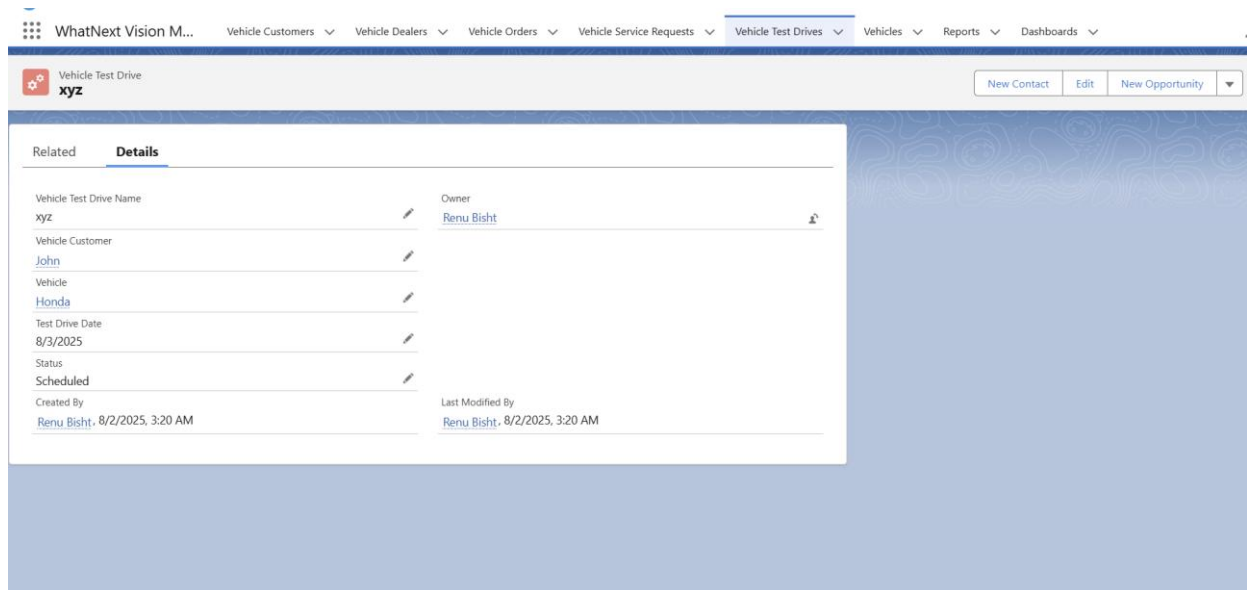 WhatNext Vision M... Vehicle Customers Vehicle Dealers Vehicle Orders Vehicle Service Requests Vehicle Test Drives Vehicles Reports Dashboards
Vehicle Test Drive
xyz
New Contact Edit New Opportunity
Related Details
Vehicle Test Drive Name
xyz
Owner
Renu Bisht
Vehicle Customer
John
Vehicle
Honda
Test Drive Date
8/3/2025
Status
Scheduled
Created By
Renu Bisht, 8/2/2025, 3:20 AM
Last Modified By
Renu Bisht, 8/2/2025, 3:20 AM